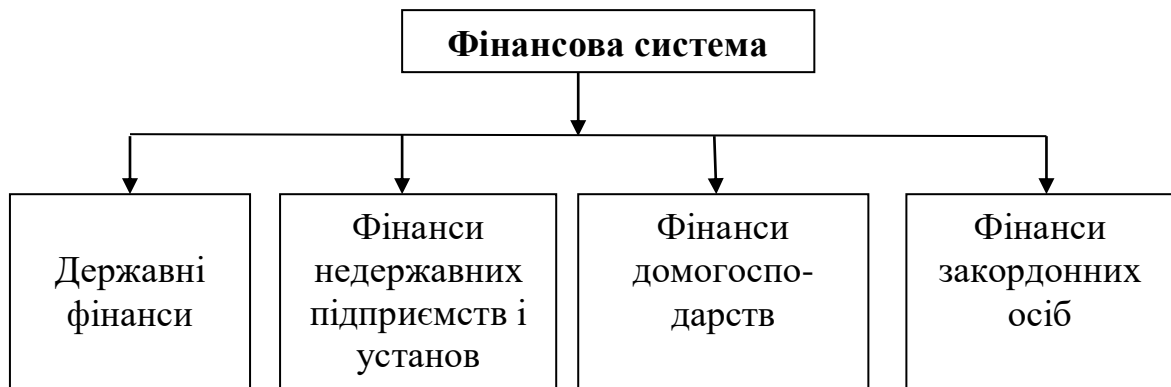 Фінансова система
Державні
фінанси
Фінанси
недержавних
підприємств і
установ
Фінанси
домогоспо-
дарств
Фінанси
закордонних
осіб